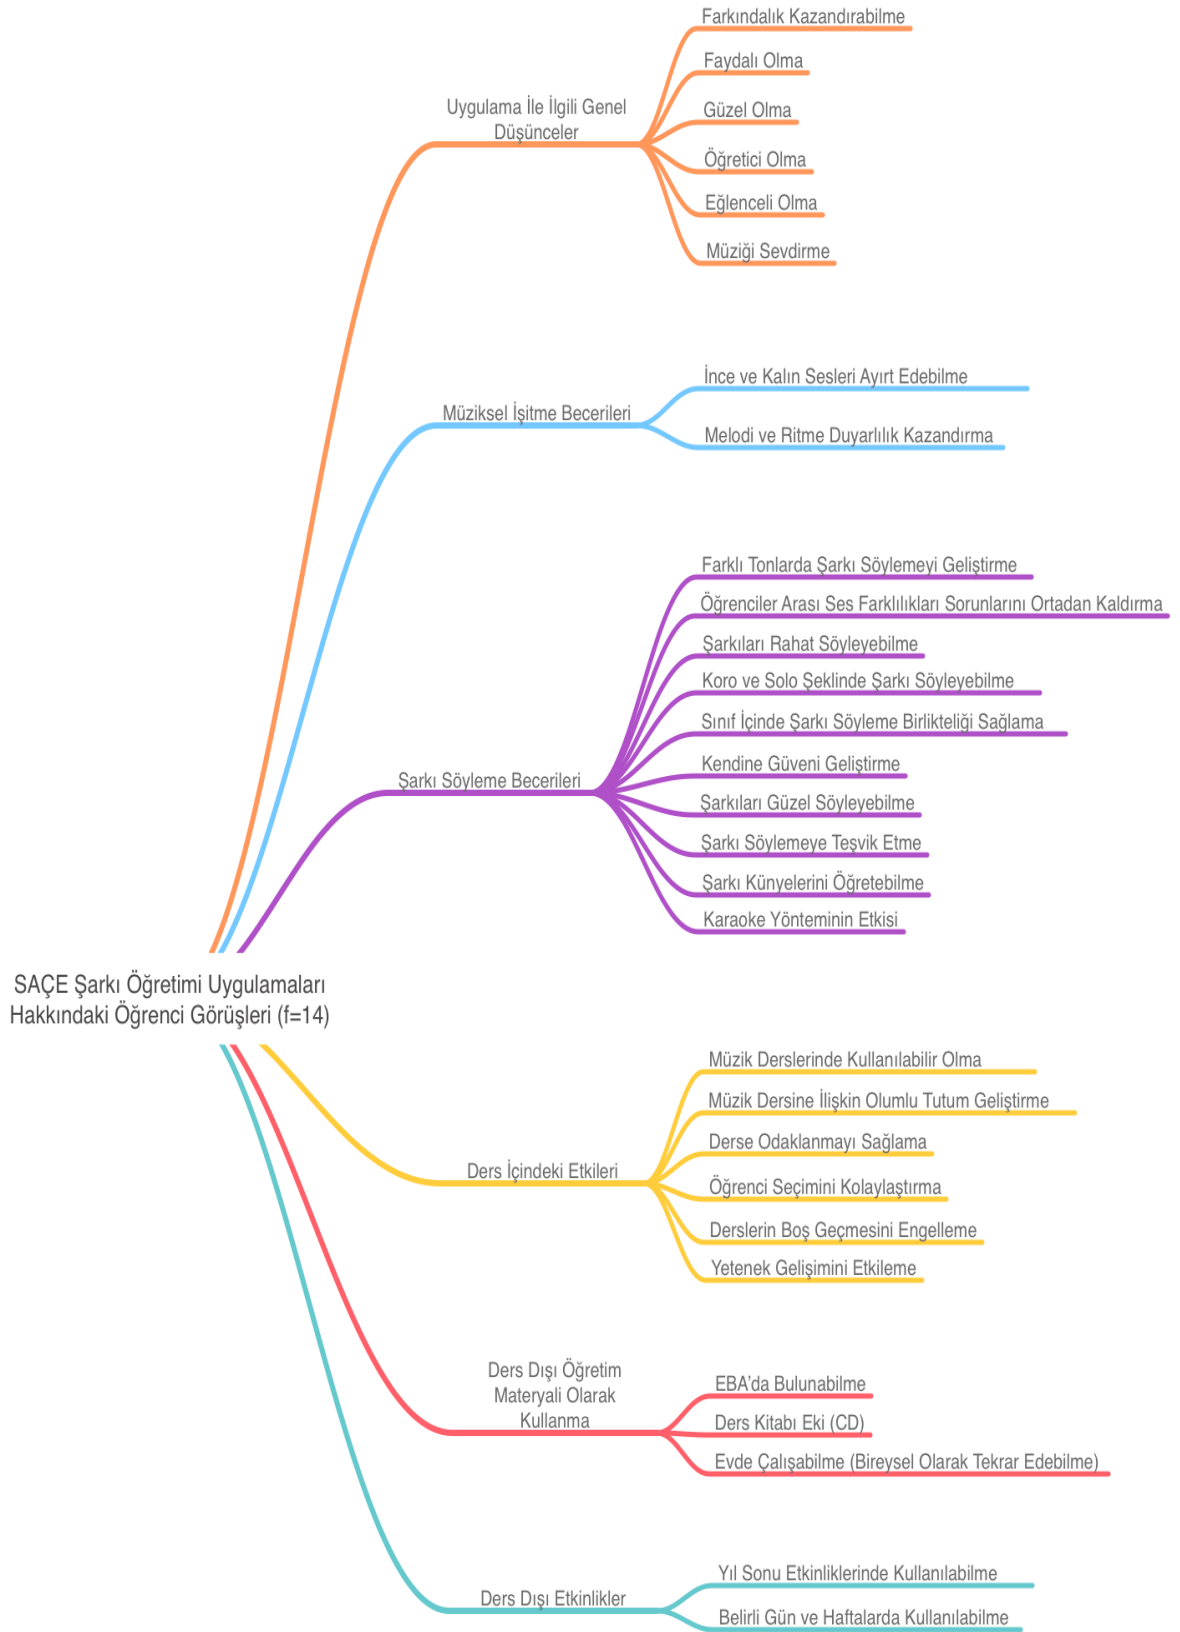 Farkındalık Kazandırabilme
Faydalı Olma
Uygulama İle İlgili Genel
Düşünceler
Güzel Olma
Öğretici Olma
Eğlenceli Olma
Müziği Sevdirme
İnce ve Kalın Sesleri Ayırt Edebilme
Müziksel İşitme Becerileri
Melodi ve Ritme Duyarlılık Kazandırma
Farklı Tonlarda Şarkı Söylemeyi Geliştirme
Öğrenciler Arası Ses Farklılıkları Sorunlarını Ortadan Kaldırma
Şarkıları Rahat Söyleyebilme
Koro ve Solo Şeklinde Şarkı Söyleyebilme
Sınıf İçinde Şarkı Söyleme Birlikteliği Sağlama
Kendine Güveni Geliştirme
Şarkı Söyleme Becerileri
Şarkıları Güzel Söyleyebilme
Şarkı Söylemeye Teşvik Etme
Şarkı Künyelerini Öğretebilme
Karaoke Yönteminin Etkisi
SAÇE Şarkı Öğretimi Uygulamaları
Hakkındaki Öğrenci Görüşleri (f=14)
Müzik Derslerinde Kullanılabilir Olma
Müzik Dersine İlişkin Olumlu Tutum Geliştirme
Derse Odaklanmayı Sağlama
Ders İçindeki Etkileri
Öğrenci Seçimini Kolaylaştırma
Derslerin Boş Geçmesini Engelleme
Yetenek Gelişimini Etkileme
Ders Dışı Öğretim
Materyali Olarak
Kullanma
EBA'da Bulunabilme
Ders Kitabı Eki (CD)
Evde Çalışabilme (Bireysel Olarak Tekrar Edebilme)
Yıl Sonu Etkinliklerinde Kullanılabilme
Ders Dışı Etkinlikler
Belirli Gün ve Haftalarda Kullanılabilme